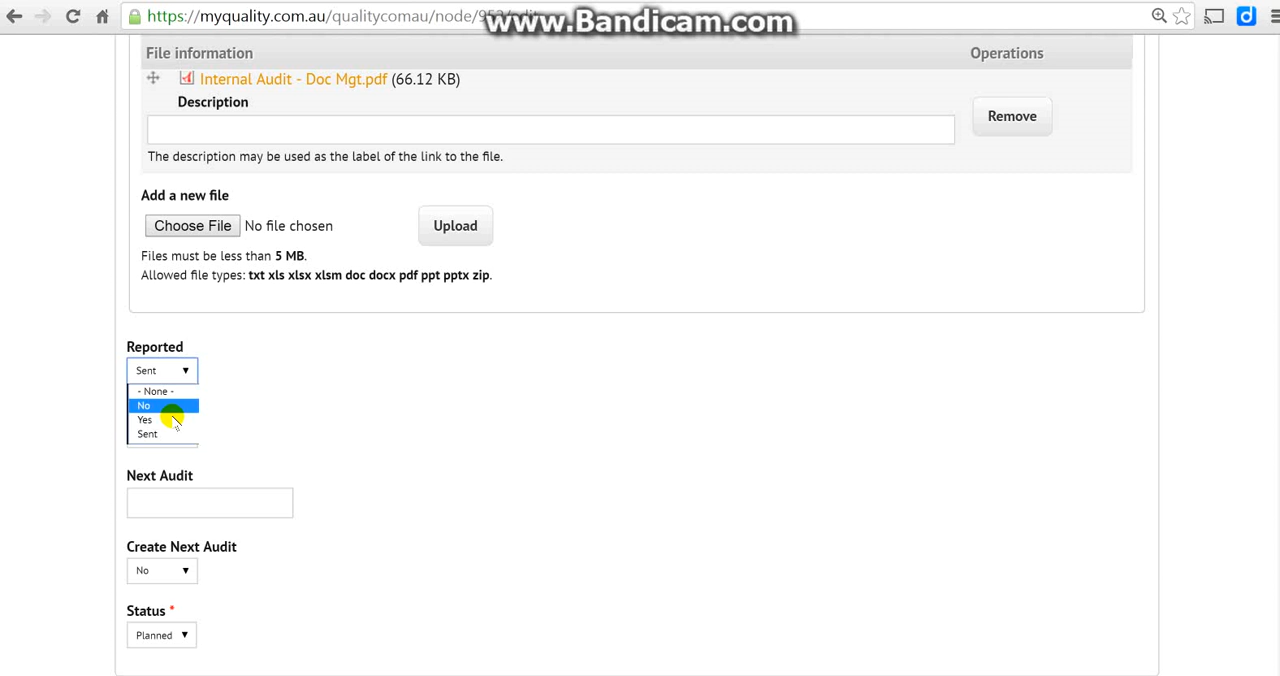 https://myquality.com.au/qualitycomau/node/953/edit
www.Bandicam.com
File information Operations
Internal Audit - Doc Mgt.pdf (66.12 KB)
Description
Remove
The description may be used as the label of the link to the file.
Add a new file
Choose File No file chosen Upload
Files must be less than 5 MB.
Allowed file types: txt xls xlsx xlsm doc docx pdf ppt pptx zip.
Reported
Sent
- None -
No
Yes
Sent
Next Audit
Create Next Audit
No
Status *
Planned